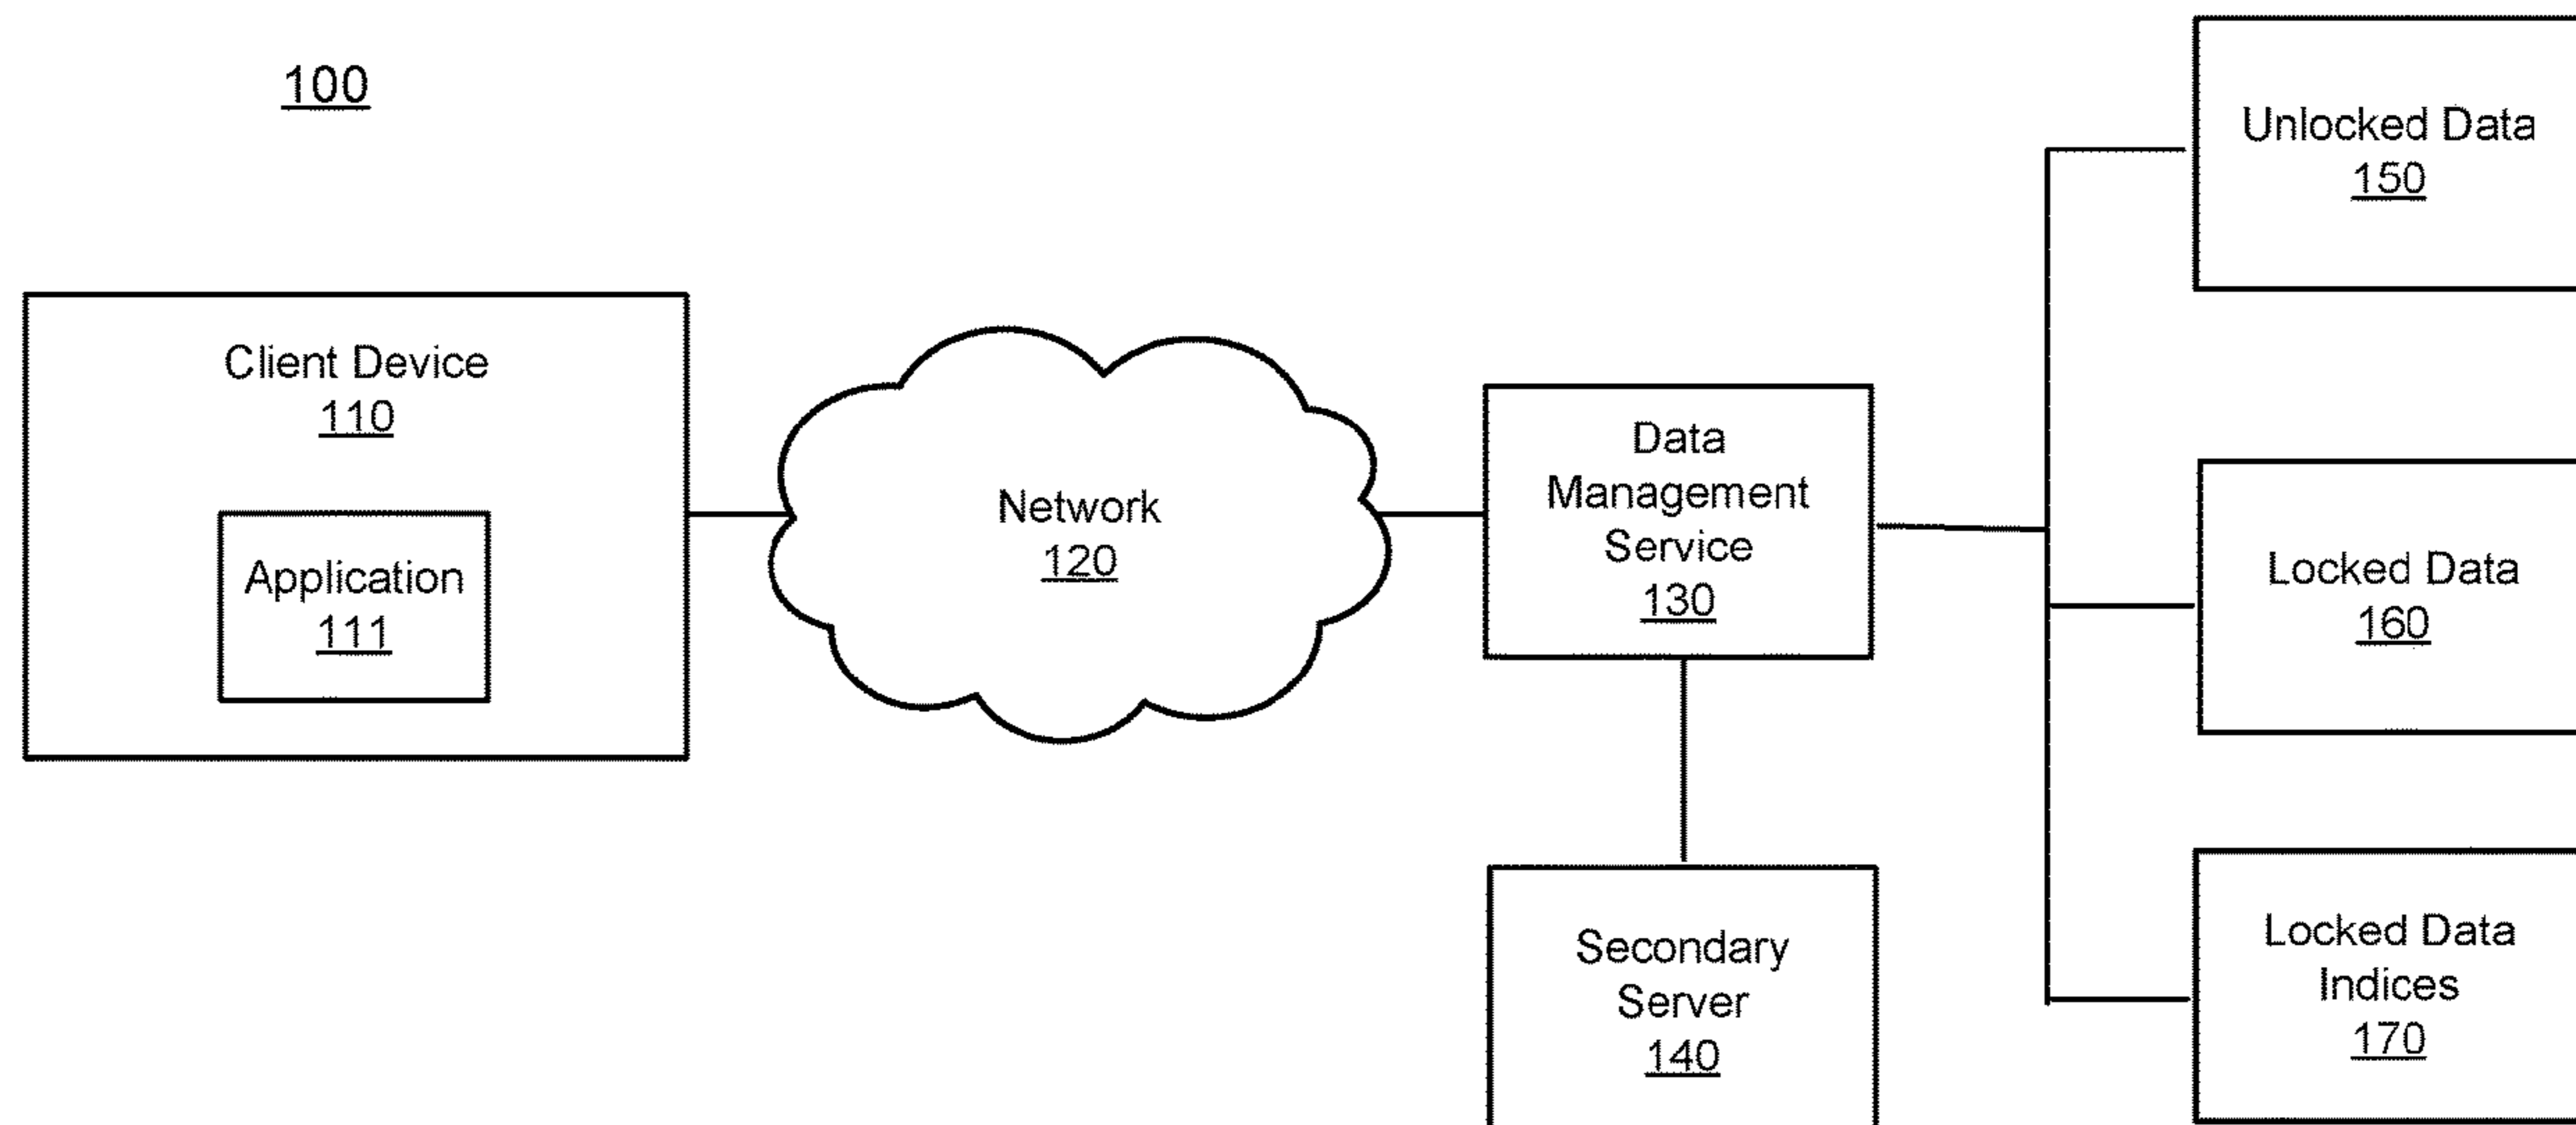 100
Client Device
110
Application
111
Network
120
Data
Management
Service
130
Secondary
Server
140
Unlocked Data
150
Locked Data
160
Locked Data
Indices
170